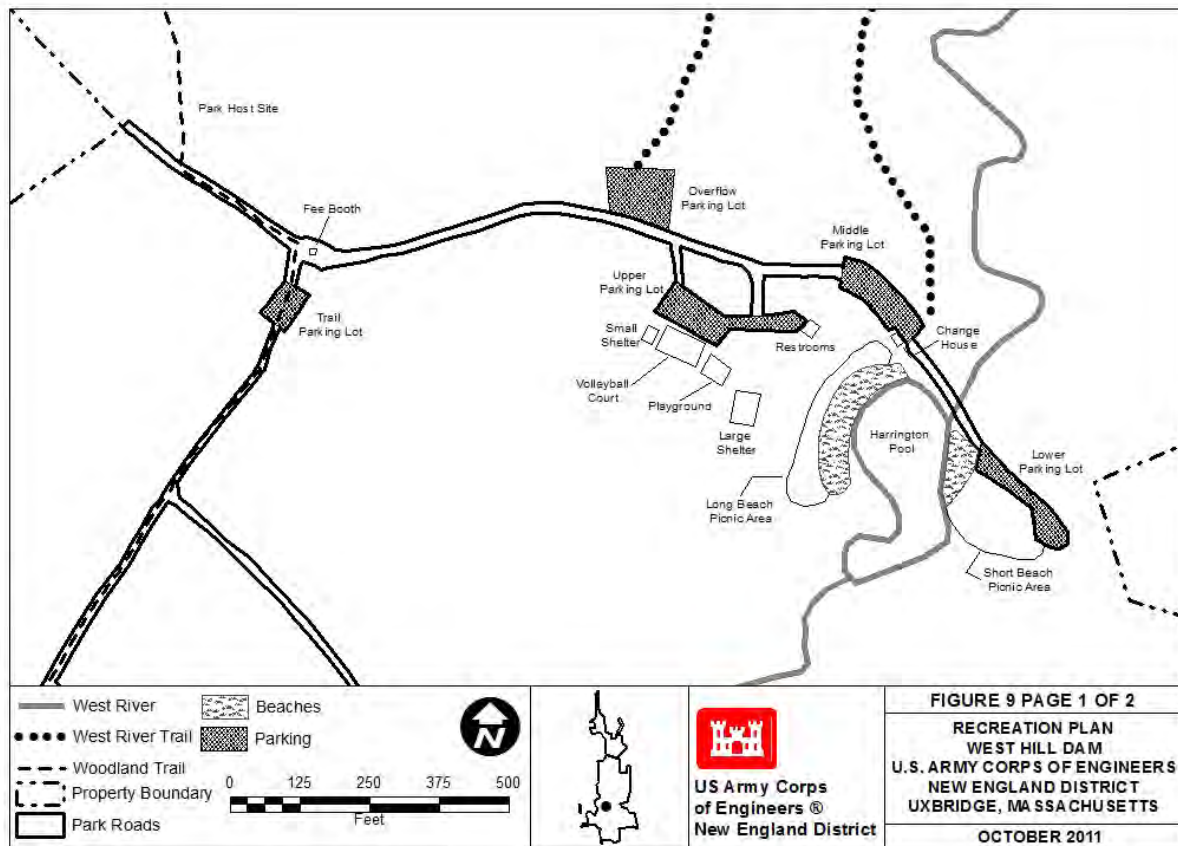 Park Host Site
Fee Booth
Overflow
Parking Lot
Middle
Parking Lot
Upper
Parking Lot
Trail
Parking Lot
Small
Shelter
Restrooms
Change
House
Volleyball
Court
Playground
Large
Shelter
Harrington
Pool
Lower
Parking Lot
Long Beach
Picnic Area
Short Beach
Picnic Area
West River
West River Trail
Woodland Trail
Property Boundary
Park Roads
Beaches
Parking
N
0 125 250 375 500
Feet
US Army Corps
of Engineers ®
New England District
FIGURE 9 PAGE 1 OF 2
RECREATION PLAN
WEST HILL DAM
U.S. ARMY CORPS OF ENGINEERS
NEW ENGLAND DISTRICT
UXBRIDGE, MASSACHUSETTS
OCTOBER 2011